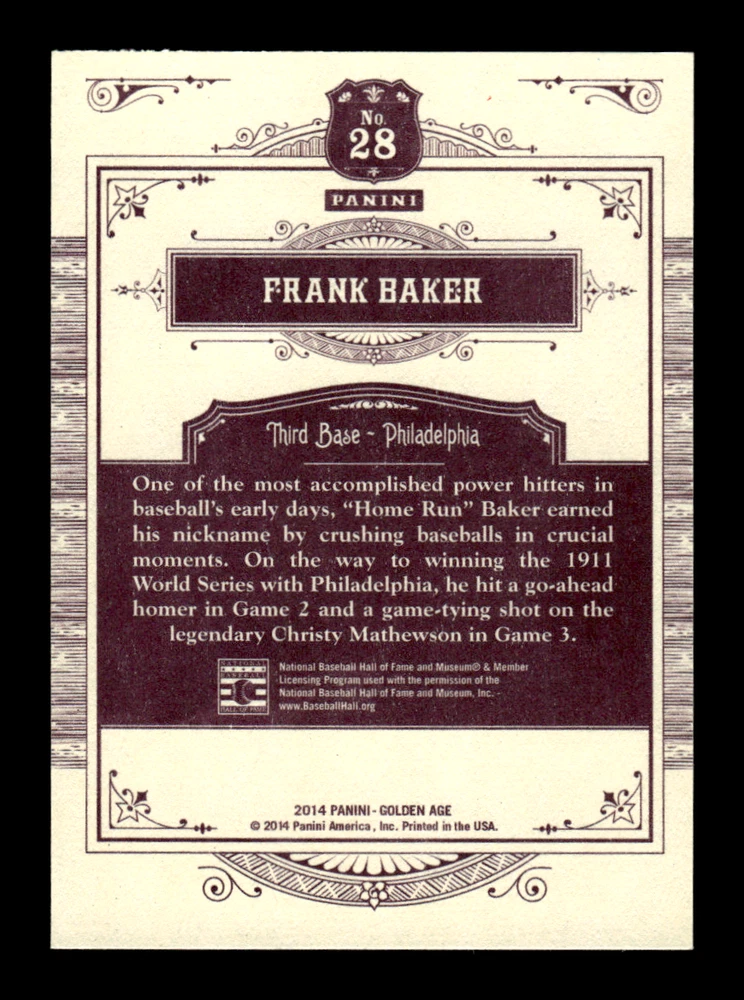 No.
28
PANINI
FRANK BAKER
Third Base ~ Philadelphia
One of the most accomplished power hitters in
baseball's early days, "Home Run" Baker earned
his nickname by crushing baseballs in crucial
moments. On the way to winning the 1911
World Series with Philadelphia, he hit a go-ahead
homer in Game 2 and a game-tying shot on the
legendary Christy Mathewson in Game 3.
NATIONAL
BASEBALL
HALL OF FAME
National Baseball Hall of Fame and Museum® & Member
Licensing Program used with the permission of the
National Baseball Hall of Fame and Museum, Inc. -
www.BaseballHall.org
2014 PANINI - GOLDEN AGE
© 2014 Panini America, Inc. Printed in the USA.